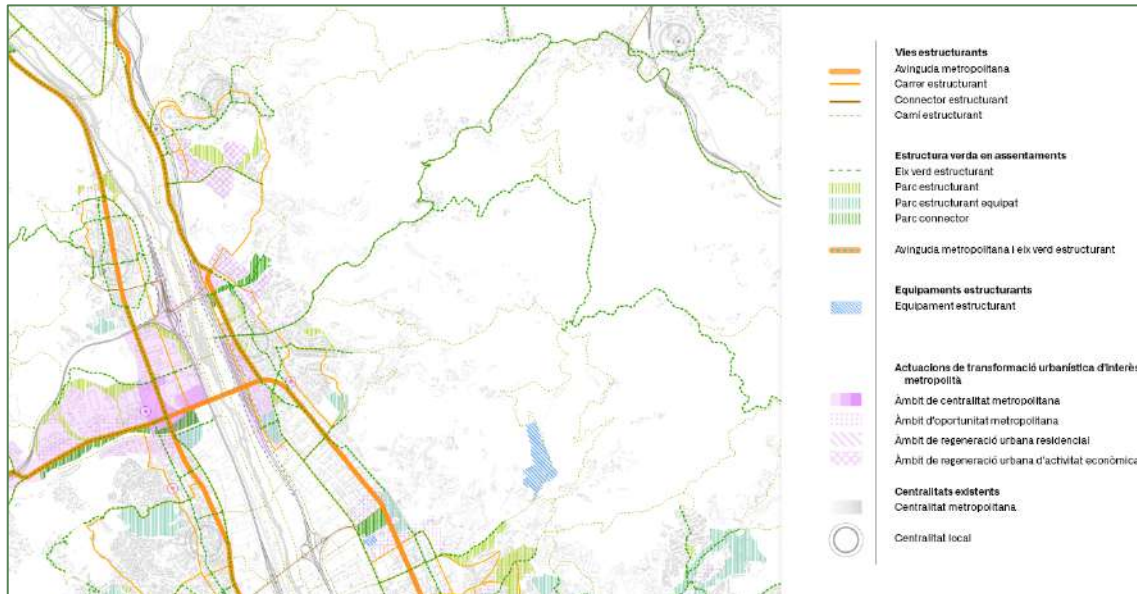 Vies estructurants
Avinguda metropolitana
Carrer estructurant
Connector estructurant
Camí estructurant
Estructura verda en assentaments
Eix verd estructurant
Parc estructurant
Parc estructurant equipat
Parc connector
Avinguda metropolitana i eix verd estructurant
Equipaments estructurants
Equipament estructurant
Actuacions de transformació urbanística d'interès
metropolità
Àmbit de centralitat metropolitana
Àmbit d'oportunitat metropolitana
Àmbit de regeneració urbana residencial
Àmbit de regeneració urbana d'activitat econòmica
Centralitats existents
Centralitat metropolitana
Centralitat local